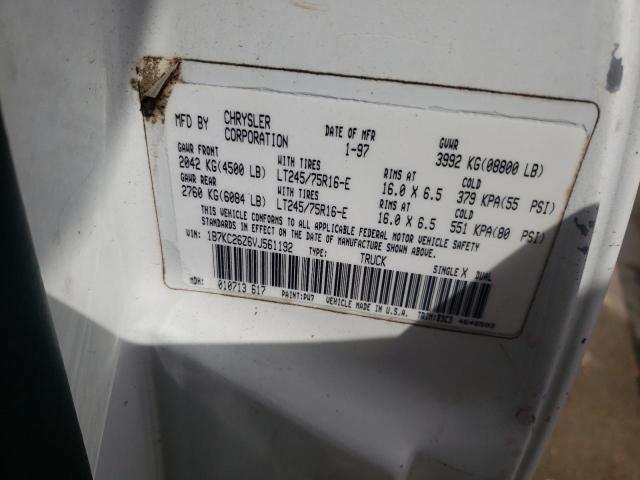 MFD BY CHRYSLER CORPORATION DATE OF MFR 1-97 GVWR 3992 KG(08800 LB)
GAWR FRONT WITH TIRES RIMS AT COLD
2042 KG(4500 LB) LT245/75R16-E 16.0 X 6.5 379 KPA(55 PSI)
GAWR REAR WITH TIRES RIMS AT COLD
2760 KG(6084 LB) LT245/75R16-E 16.0 X 6.5 551 KPA(80 PSI)
THIS VEHICLE CONFORMS TO ALL APPLICABLE FEDERAL MOTOR VEHICLE SAFETY
STANDARDS IN EFFECT ON THE DATE OF MANUFACTURE SHOWN ABOVE.
VIN: 1B7KC26Z6VJ561192 TYPE: TRUCK SINGLE X DUAL
MDH: 010713 617 PAINT:PW7 VEHICLE MADE IN U.S.A. TRIM: 4648503